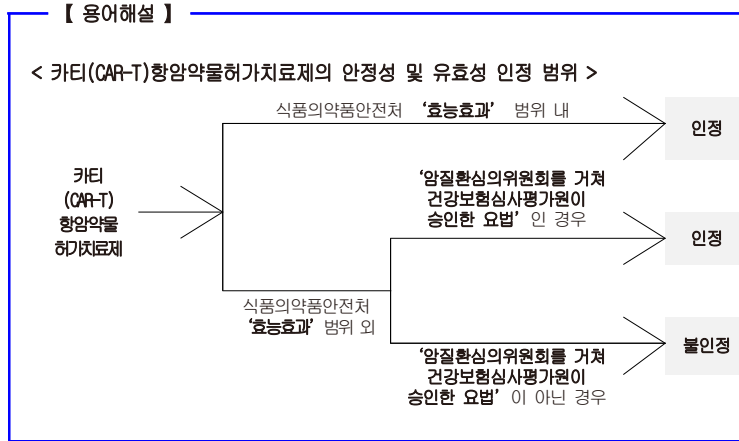 【 용어해설 】
< 카티(CAR-T)항암약물허가치료제의 안정성 및 유효성 인정 범위 >
식품의약품안전처 ‘효능효과’ 범위 내
인정
카티
(CAR-T)
항암약물
허가치료제
‘암질환심의위원회를 거쳐
건강보험심사평가원이
승인한 요법’ 인 경우
인정
식품의약품안전처
‘효능효과’ 범위 외
불인정
‘암질환심의위원회를 거쳐
건강보험심사평가원이
승인한 요법’ 이 아닌 경우